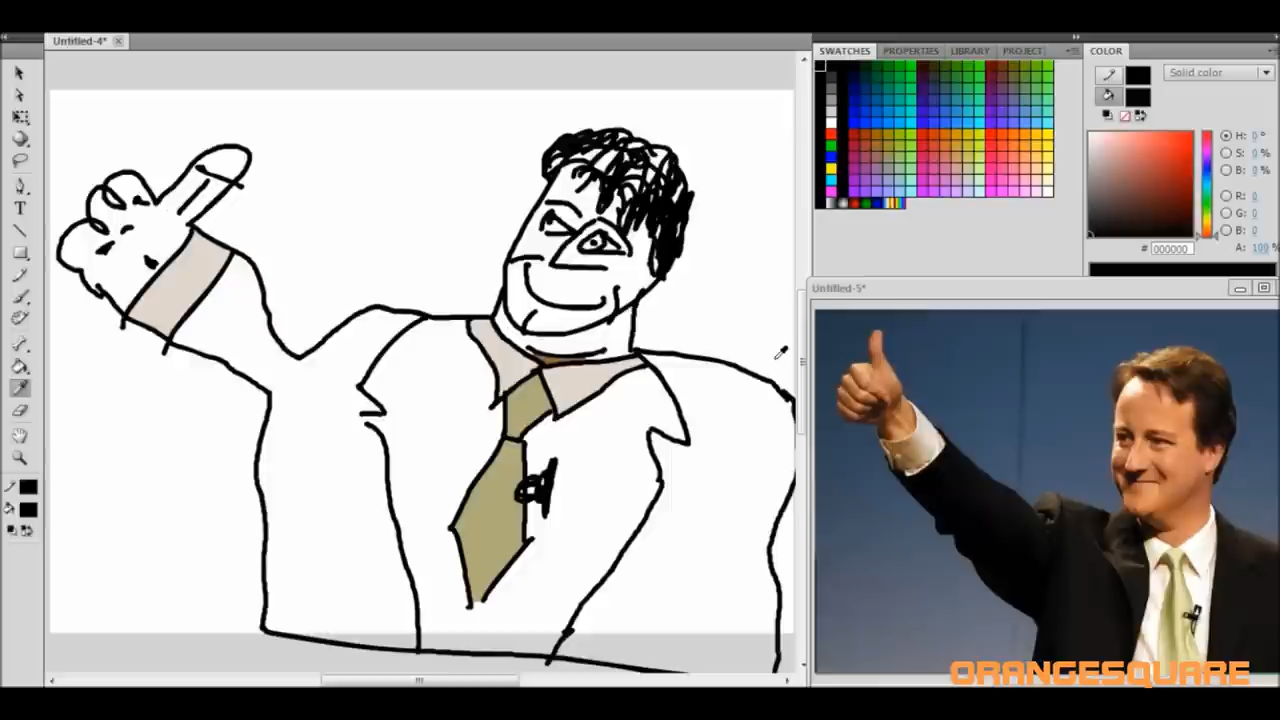 Untitled-4*
SWATCHES PROPERTIES LIBRARY PROJECT
COLOR
Solid color
H: 0 °
S: 0 %
B: 0 %
R: 0
G: 0
B: 0
# 000000
A: 100 %
Untitled-5*
T
ORANGESQUARE